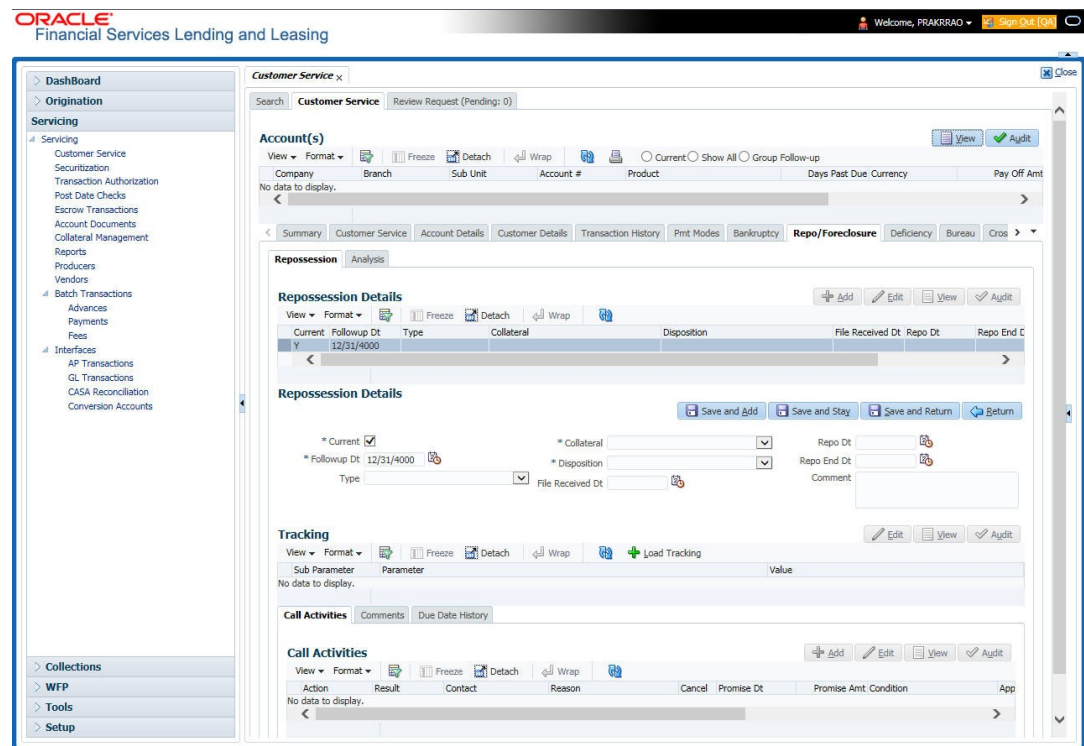 ORACLE
Financial Services Lending and Leasing
Welcome, PRAKRRAO Sign Out [QA]
Close
DashBoard
Origination
Servicing
Servicing
Customer Service
Securitization
Transaction Authorization
Post Date Checks
Escrow Transactions
Account Documents
Collateral Management
Reports
Producers
Vendors
Batch Transactions
Advances
Payments
Fees
Interfaces
AP Transactions
GL Transactions
CASA Reconciliation
Conversion Accounts
Collections
WFP
Tools
Setup
Customer Service x
Search Customer Service Review Request (Pending: 0)
Account(s)
View Audit
View Format Freeze Detach Wrap Current Show All Group Follow-up
Company Branch Sub Unit Account # Product Days Past Due Currency Pay Off Amt
No data to display.
Summary Customer Service Account Details Customer Details Transaction History Pmt Modes Bankruptcy Repo/Foreclosure Deficiency Bureau Cros
Repossession Analysis
Repossession Details
Add Edit View Audit
View Format Freeze Detach Wrap
Current Followup Dt Type Collateral Disposition File Received Dt Repo Dt Repo End D
Y 12/31/4000
Repossession Details
Save and Add Save and Stay Save and Return Return
* Current * Collateral Repo Dt
* Followup Dt 12/31/4000 * Disposition Repo End Dt
Type File Received Dt Comment
Tracking
Edit View Audit
View Format Freeze Detach Wrap Load Tracking
Sub Parameter Parameter Value
No data to display.
Call Activities Comments Due Date History
Call Activities
Add Edit View Audit
View Format Freeze Detach Wrap
Action Result Contact Reason Cancel Promise Dt Promise Amt Condition App
No data to display.